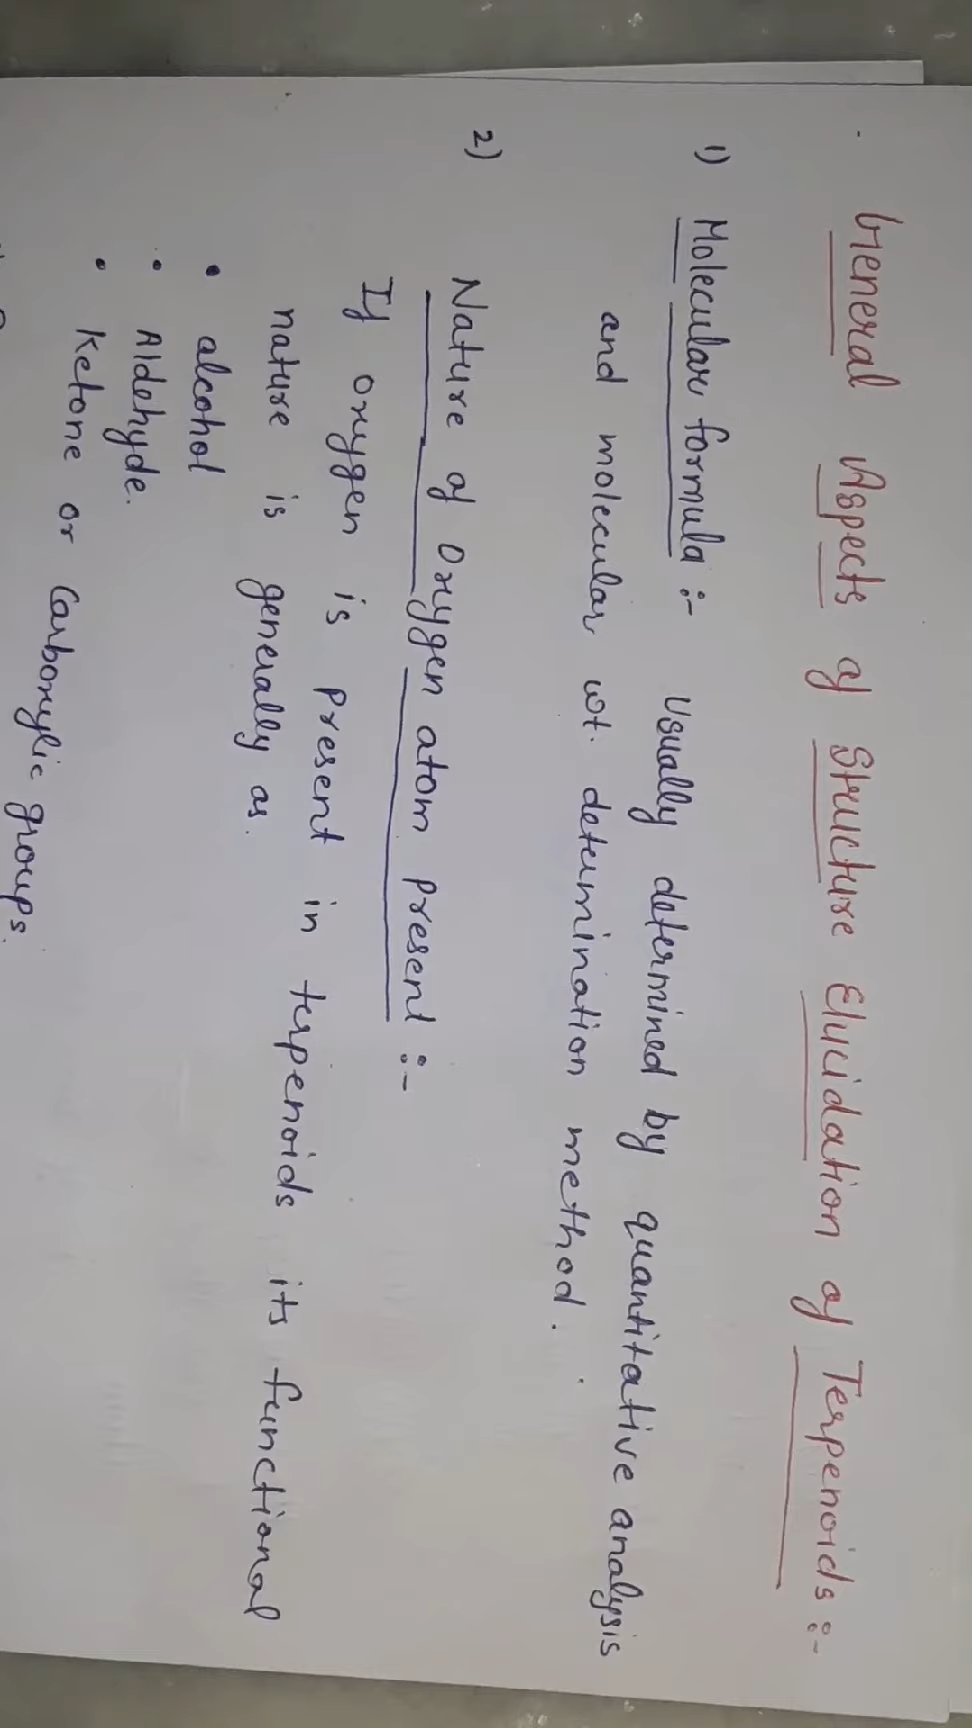 General Aspects of Structure Elucidation of Terpenoids :-
1) Molecular formula :- Usually determined by quantitative analysis
and molecular wt. determination method.
2) Nature of Oxygen atom present :-
If oxygen is present in terpenoids its functional
nature is generally as.
• alcohol
• Aldehyde.
• Ketone or Carboxylic groups.